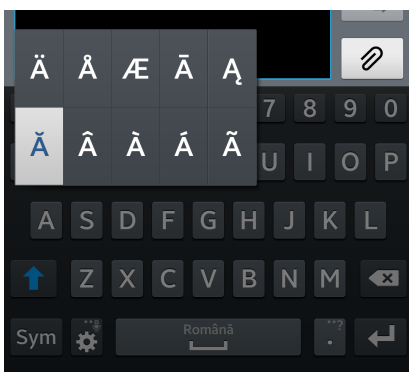 Ä Å Æ Ā Ą
Ă Â À Á Ã
7 8 9 0
U I O P
A S D F G H J K L
Z X C V B N M
Sym Română . ..?